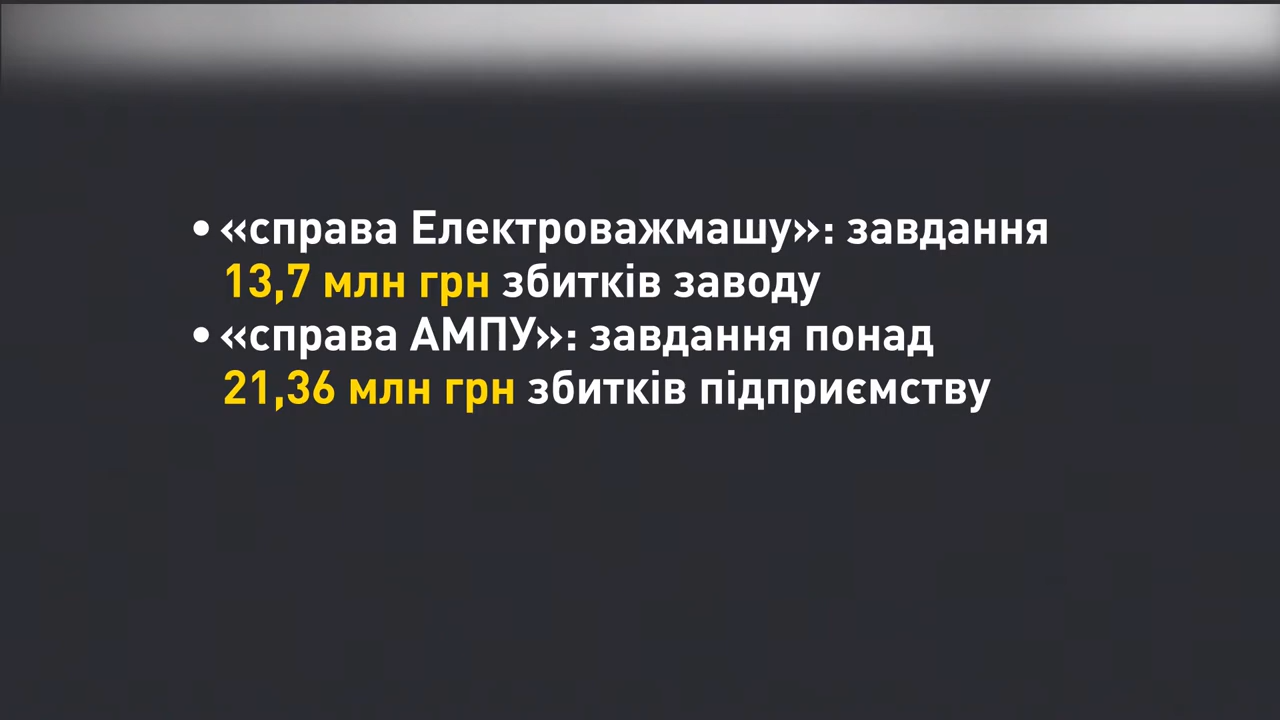 • «справа Електроважмашу»: завдання
13,7 млн грн збитків заводу
• «справа АМПУ»: завдання понад
21,36 млн грн збитків підприємству